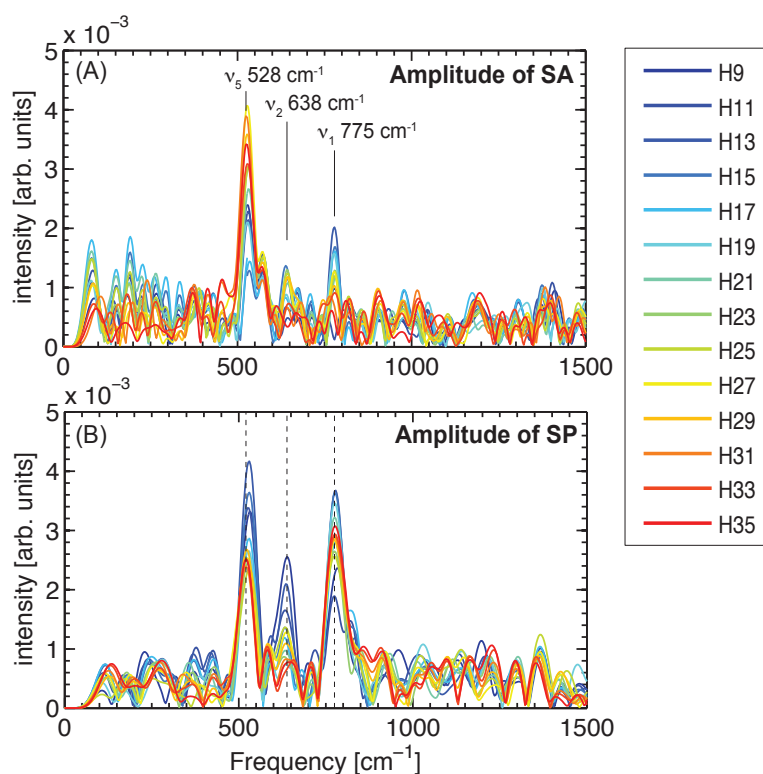 x 10⁻³
(A)
Amplitude of SA
ν₅ 528 cm⁻¹
ν₂ 638 cm⁻¹
ν₁ 775 cm⁻¹
intensity [arb. units]
5
4
3
2
1
0
0 500 1000 1500
x 10⁻³
(B)
Amplitude of SP
intensity [arb. units]
5
4
3
2
1
0
0 500 1000 1500
Frequency [cm⁻¹]
H9
H11
H13
H15
H17
H19
H21
H23
H25
H27
H29
H31
H33
H35